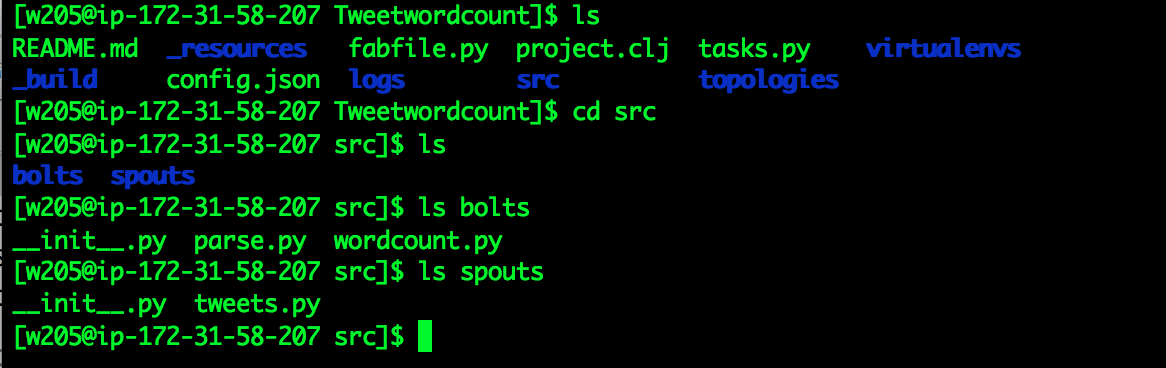 [w205@ip-172-31-58-207 Tweetwordcount]$ ls
README.md  _resources   fabfile.py  project.clj  tasks.py    virtualenvs
_build     config.json  logs        src          topologies
[w205@ip-172-31-58-207 Tweetwordcount]$ cd src
[w205@ip-172-31-58-207 src]$ ls
bolts  spouts
[w205@ip-172-31-58-207 src]$ ls bolts
__init__.py  parse.py  wordcount.py
[w205@ip-172-31-58-207 src]$ ls spouts
__init__.py  tweets.py
[w205@ip-172-31-58-207 src]$